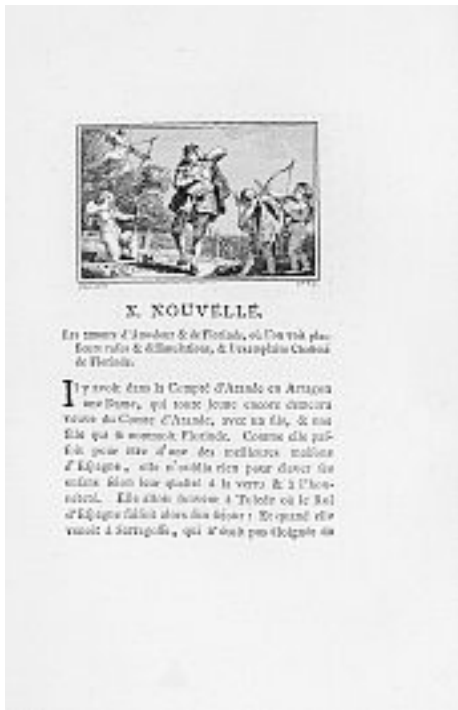 X. NOUVELLE.
Les amours d'Amadour & de Florinde, où l'on voit plu-
sieurs ruses & dissimulations, & l'exemplaire Chasteté
de Florinde.
Il y avoit dans la Comté d'Arande en Arragon
une Dame, qui toute jeune encore demeura
veuve du Comte d'Arande, avec un fils, & une
fille qui se nommoit Florinde. Comme elle pas-
soit pour être d'une des meilleures maisons
d'Espagne, elle n'oublia rien pour élever ses
enfans selon leur qualité à la vertu & à l'hon-
nêteté. Elle alloit souvent à Tolede où le Roi
d'Espagne faisoit alors son séjour: Et quand elle
venoit à Sarragosse, qui n'étoit pas éloignée de